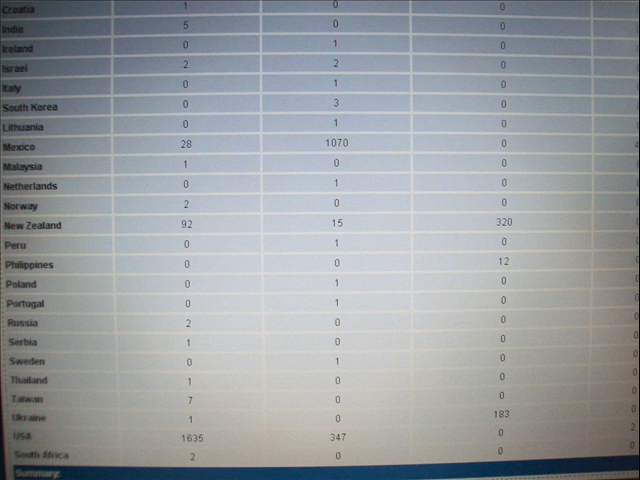 Croatia 1 0 0
India 5 0 0
Ireland 0 1 0
Israel 2 2 0
Italy 0 1 0
South Korea 0 3 0
Lithuania 0 1 0
Mexico 28 1070 0
Malaysia 1 0 0
Netherlands 0 1 0
Norway 2 0 0
New Zealand 92 15 320
Peru 0 1 0
Philippines 0 0 12
Poland 0 1 0
Portugal 0 1 0
Russia 2 0 0
Serbia 1 0 0
Sweden 0 1 0
Thailand 1 0 0
Taiwan 7 0 0
Ukraine 1 0 183
USA 1635 347 0 2
South Africa 2 0 0 0
Summary: